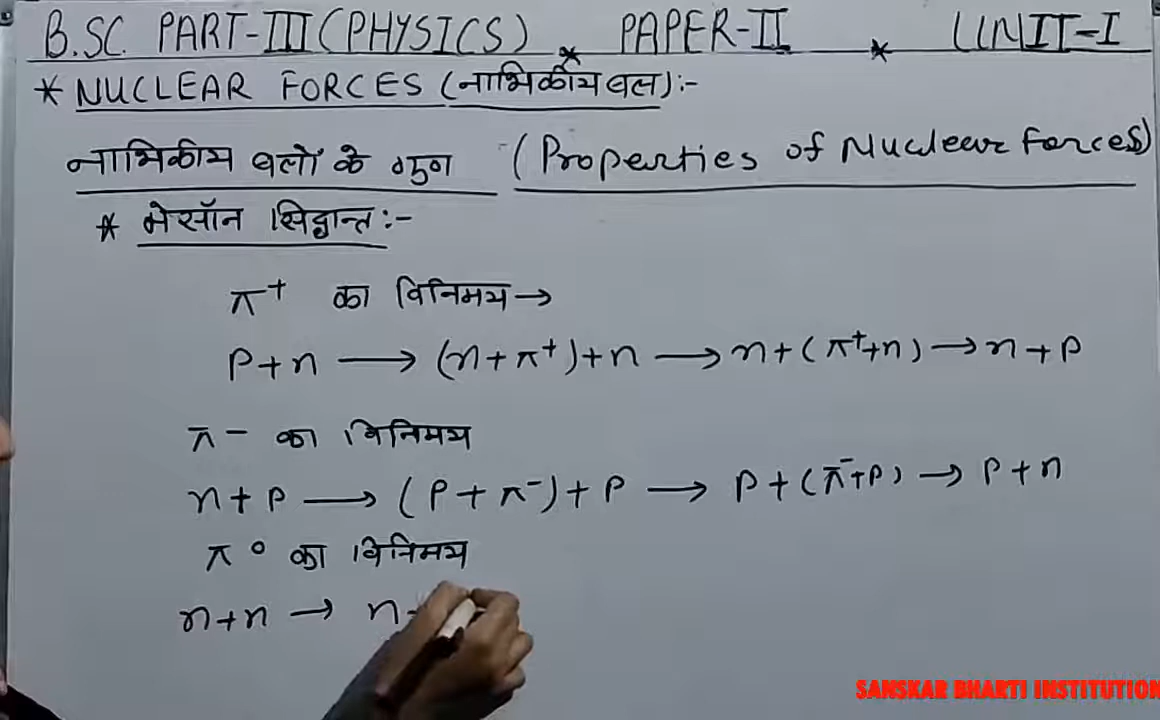 B.SC. PART-III (PHYSICS) * PAPER-II * UNIT-I
* NUCLEAR FORCES (नाभिकीय बल) :-
नाभिकीय बलों के गुण (Properties of Nuclear Forces)
* मेसॉन सिद्धान्त :-
π⁺ का विनिमय →
P + n → (n + π⁺) + n → n + (π⁺+n) → n + P
π⁻ का विनिमय
n + P → (P + π⁻) + P → P + (π⁻+P) → P + n
π⁰ का विनिमय
n + n → n +
SANSKAR BHARTI INSTITUTION